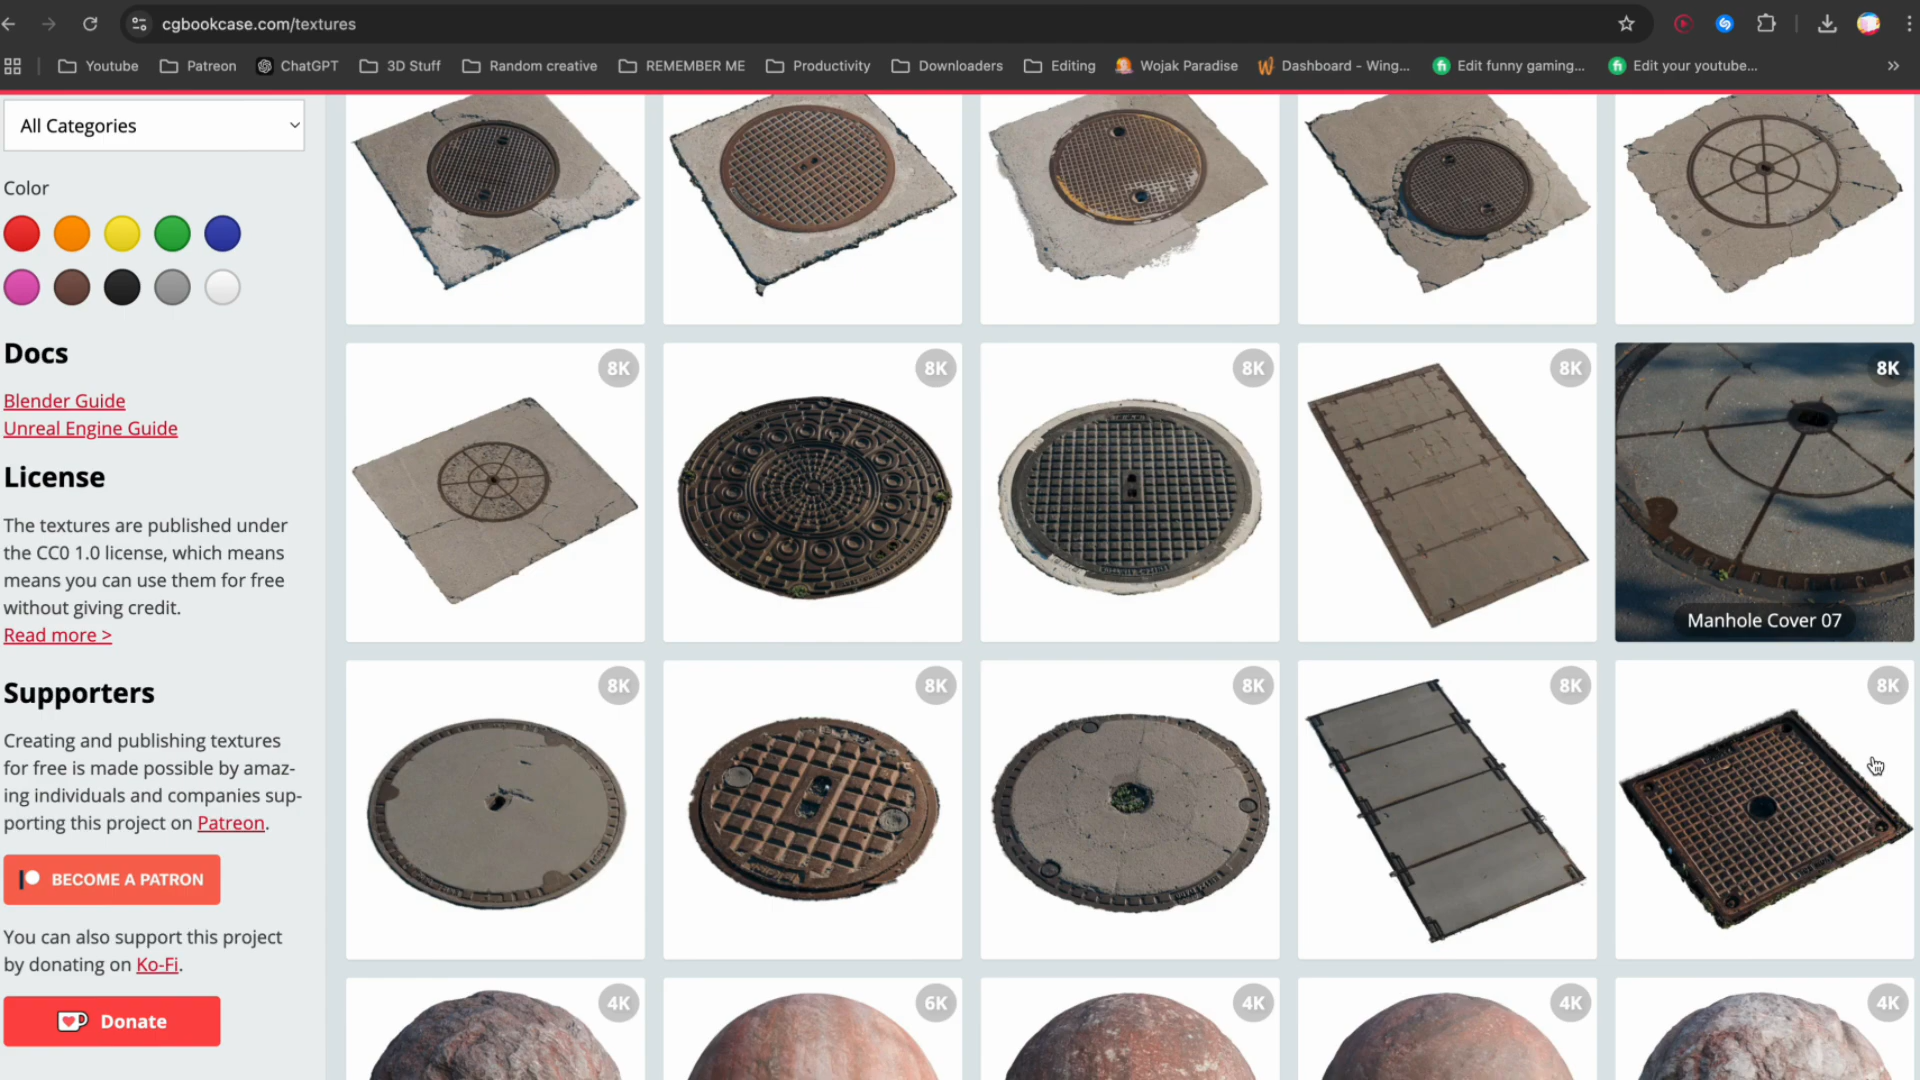 cgbookcase.com/textures
Youtube
Patreon
ChatGPT
3D Stuff
Random creative
REMEMBER ME
Productivity
Downloaders
Editing
Wojak Paradise
Dashboard - Wing...
Edit funny gaming...
Edit your youtube...
All Categories
Color
Docs
Blender Guide
Unreal Engine Guide
License
The textures are published under
the CC0 1.0 license, which means
means you can use them for free
without giving credit.
Read more >
Supporters
Creating and publishing textures
for free is made possible by amaz-
ing individuals and companies sup-
porting this project on Patreon.
BECOME A PATRON
You can also support this project
by donating on Ko-Fi.
Donate
8K
8K
8K
8K
8K
Manhole Cover 07
8K
8K
8K
8K
8K
4K
6K
4K
4K
4K